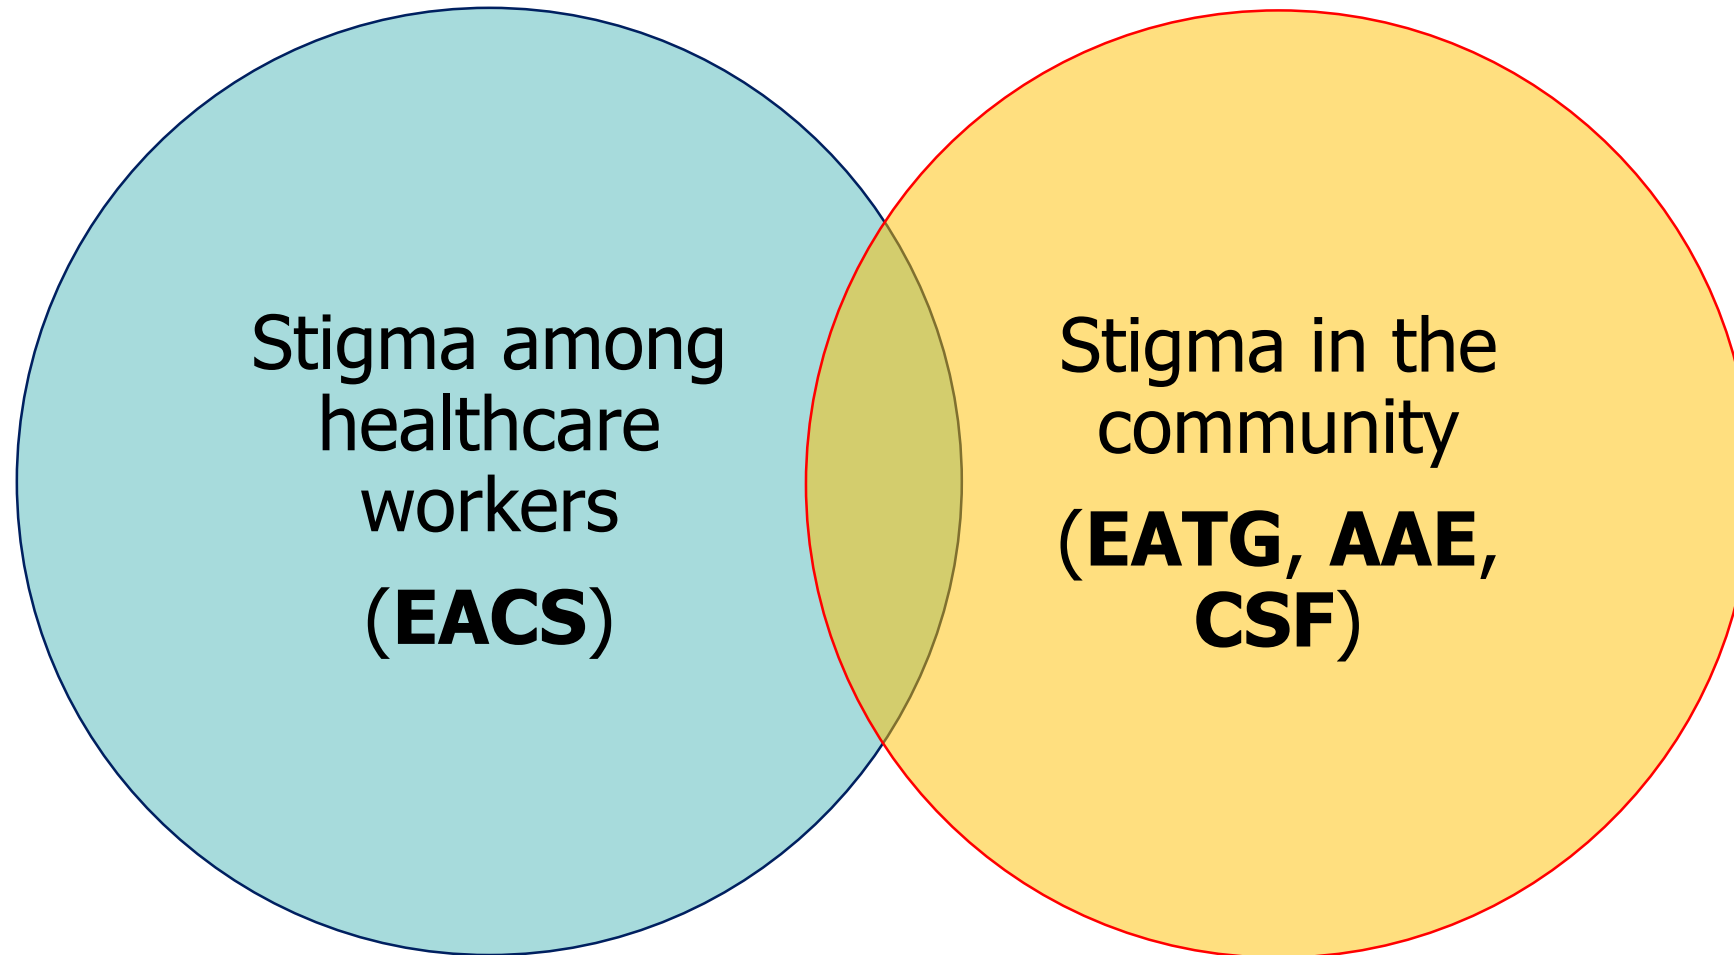 Stigma among
healthcare
workers
(EACS)
Stigma in the
community
(EATG, AAE,
CSF)